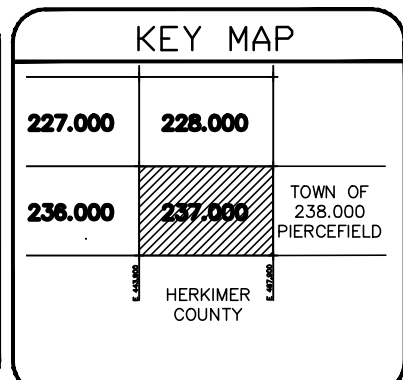 KEY MAP
227.000 228.000
236.000 237.000
TOWN OF
238.000
PIERCEFIELD
HERKIMER
COUNTY